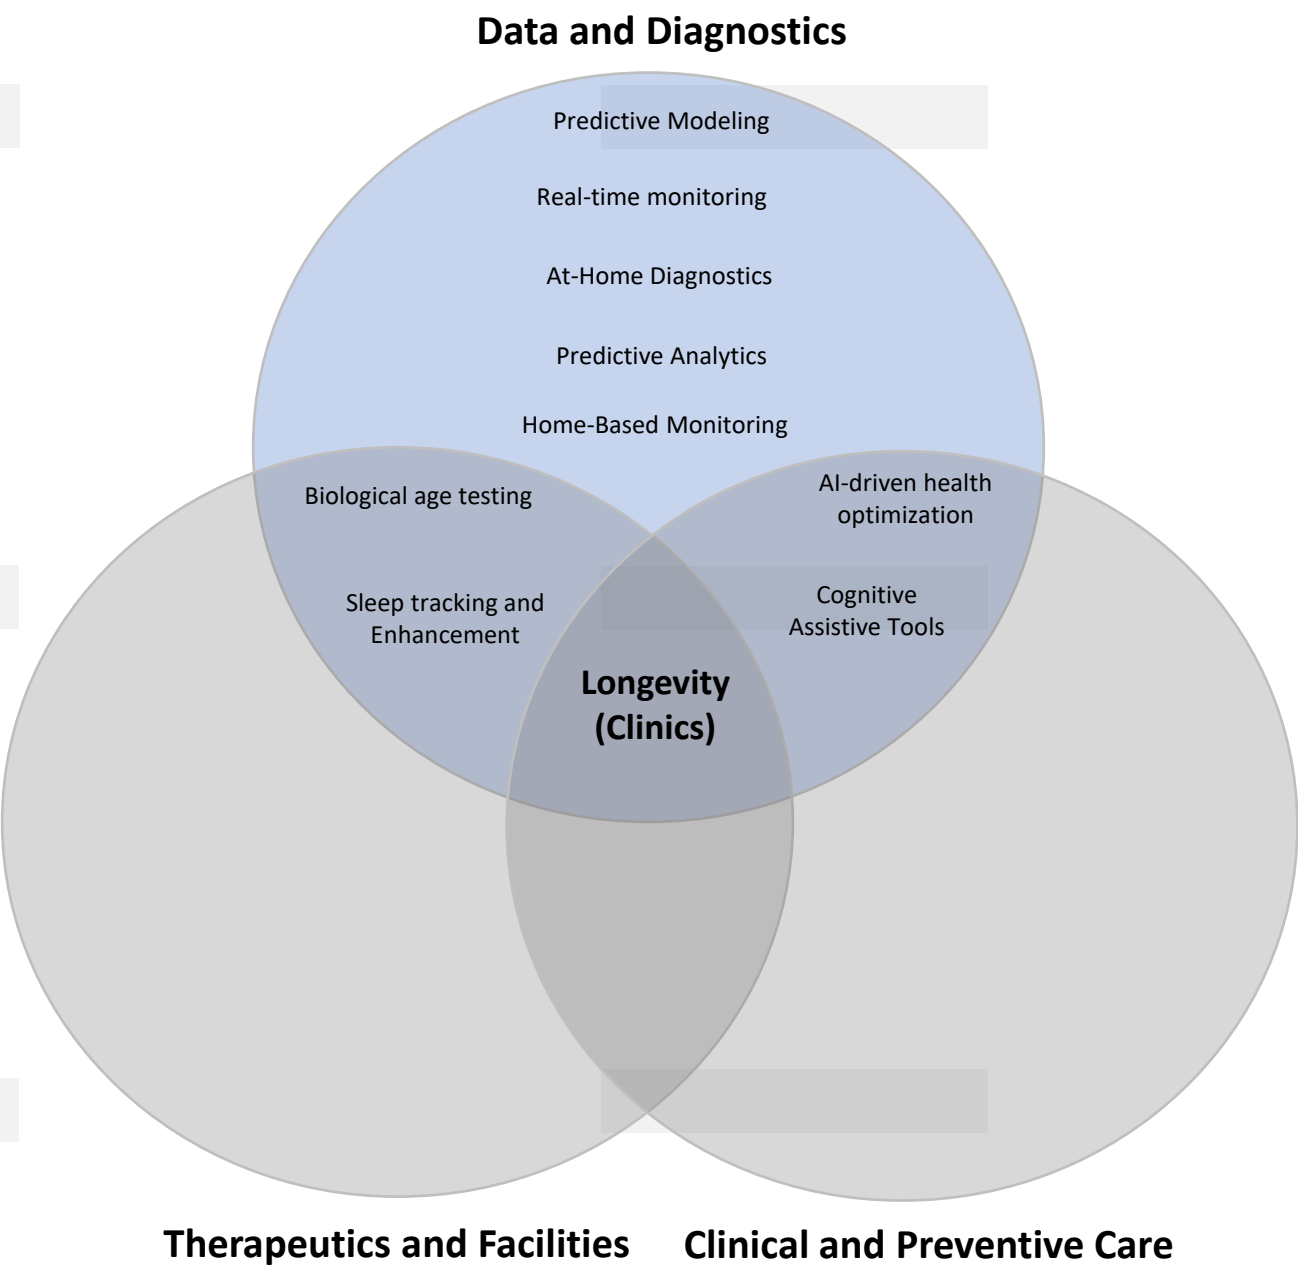 Data and Diagnostics
Predictive Modeling
Real-time monitoring
At-Home Diagnostics
Predictive Analytics
Home-Based Monitoring
Biological age testing
AI-driven health
optimization
Sleep tracking and
Enhancement
Cognitive
Assistive Tools
Longevity
(Clinics)
Therapeutics and Facilities
Clinical and Preventive Care